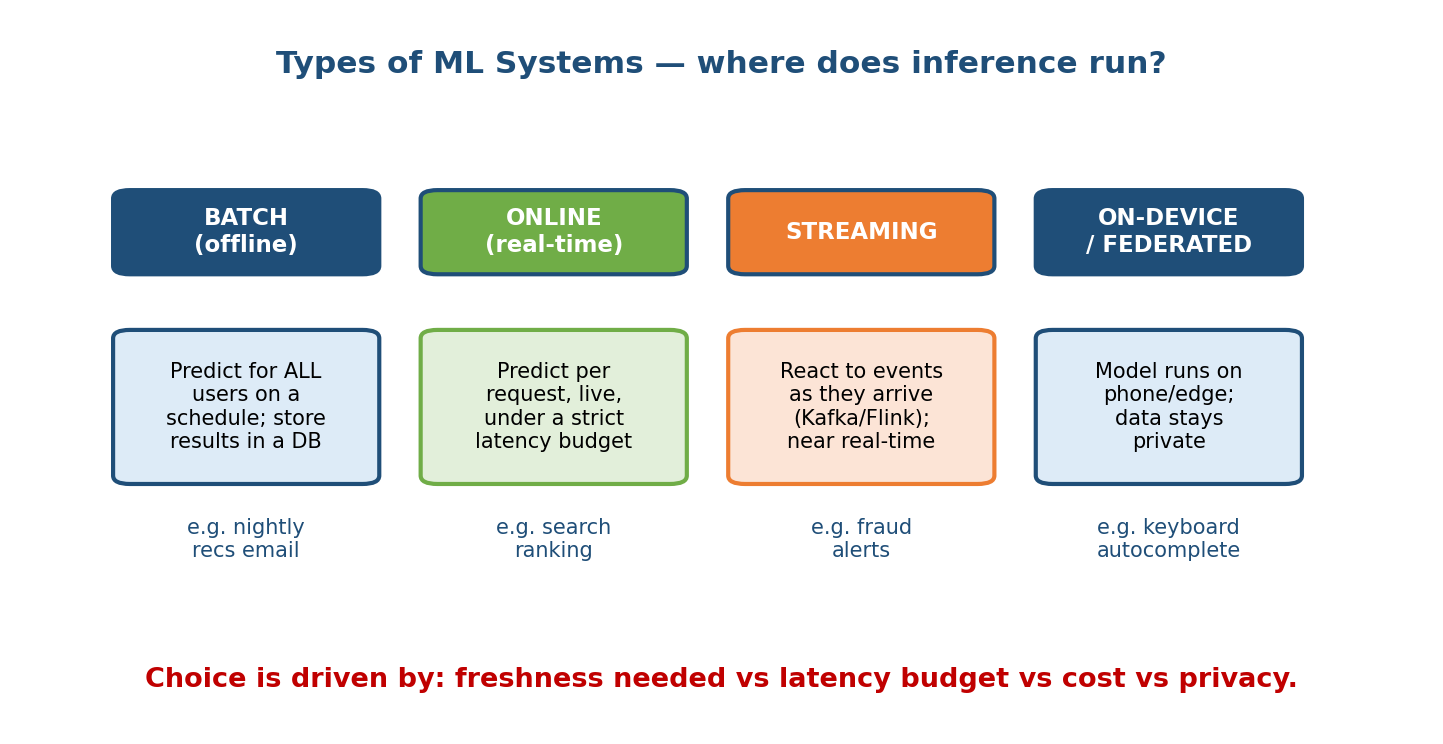 Types of ML Systems — where does inference run?
BATCH
(offline)
ONLINE
(real-time)
STREAMING
ON-DEVICE
/ FEDERATED
Predict for ALL
users on a
schedule; store
results in a DB
Predict per
request, live,
under a strict
latency budget
React to events
as they arrive
(Kafka/Flink);
near real-time
Model runs on
phone/edge;
data stays
private
e.g. nightly
recs email
e.g. search
ranking
e.g. fraud
alerts
e.g. keyboard
autocomplete
Choice is driven by: freshness needed vs latency budget vs cost vs privacy.